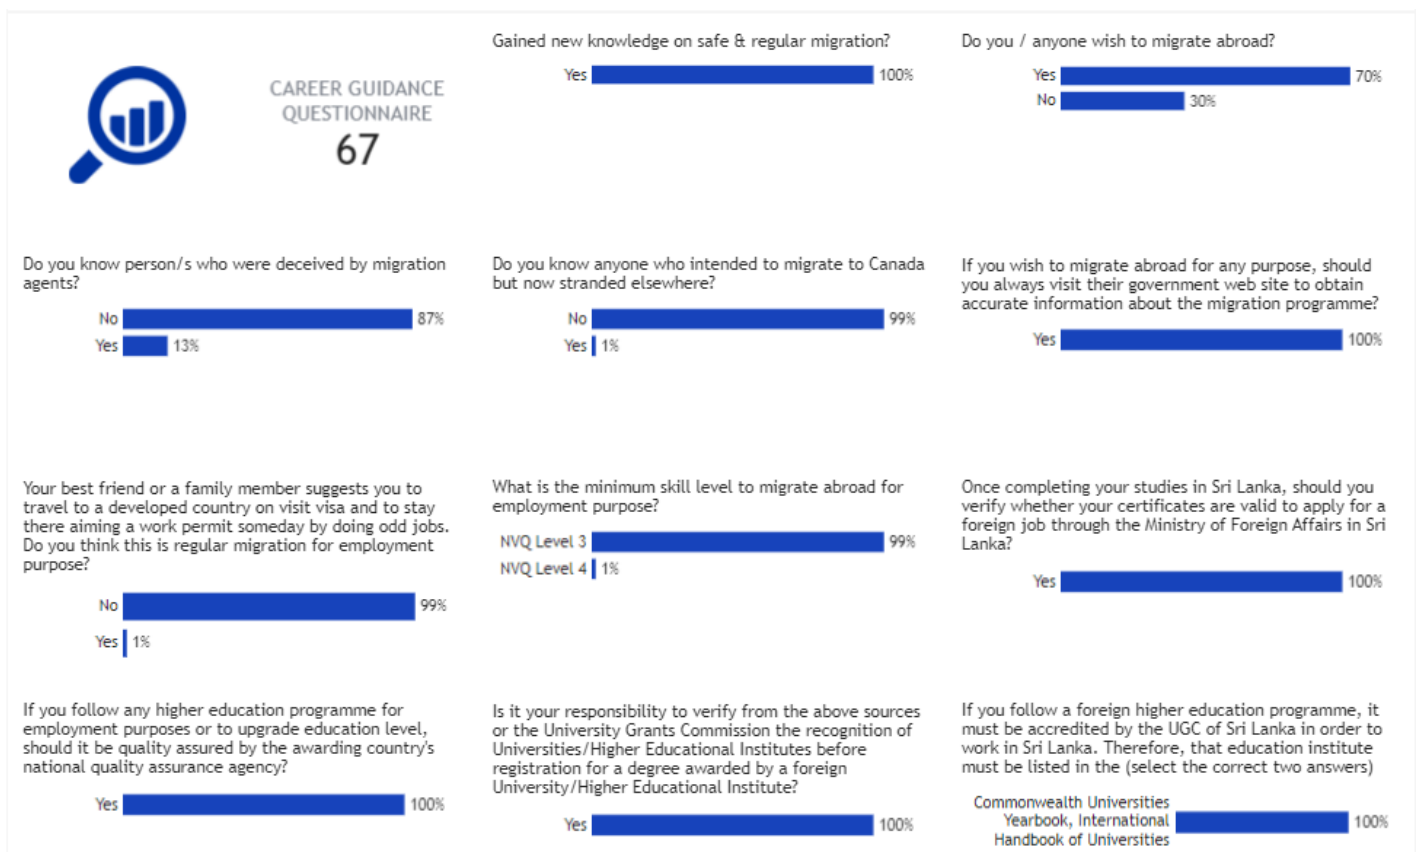 CAREER GUIDANCE
QUESTIONNAIRE
67
Gained new knowledge on safe & regular migration?
Yes 100%
Do you / anyone wish to migrate abroad?
Yes 70%
No 30%
Do you know person/s who were deceived by migration
agents?
No 87%
Yes 13%
Do you know anyone who intended to migrate to Canada
but now stranded elsewhere?
No 99%
Yes 1%
If you wish to migrate abroad for any purpose, should
you always visit their government web site to obtain
accurate information about the migration programme?
Yes 100%
Your best friend or a family member suggests you to
travel to a developed country on visit visa and to stay
there aiming a work permit someday by doing odd jobs.
Do you think this is regular migration for employment
purpose?
No 99%
Yes 1%
What is the minimum skill level to migrate abroad for
employment purpose?
NVQ Level 3 99%
NVQ Level 4 1%
Once completing your studies in Sri Lanka, should you
verify whether your certificates are valid to apply for a
foreign job through the Ministry of Foreign Affairs in Sri
Lanka?
Yes 100%
If you follow any higher education programme for
employment purposes or to upgrade education level,
should it be quality assured by the awarding country's
national quality assurance agency?
Yes 100%
Is it your responsibility to verify from the above sources
or the University Grants Commission the recognition of
Universities/Higher Educational Institutes before
registration for a degree awarded by a foreign
University/Higher Educational Institute?
Yes 100%
If you follow a foreign higher education programme, it
must be accredited by the UGC of Sri Lanka in order to
work in Sri Lanka. Therefore, that education institute
must be listed in the (select the correct two answers)
Commonwealth Universities
Yearbook, International
Handbook of Universities
100%